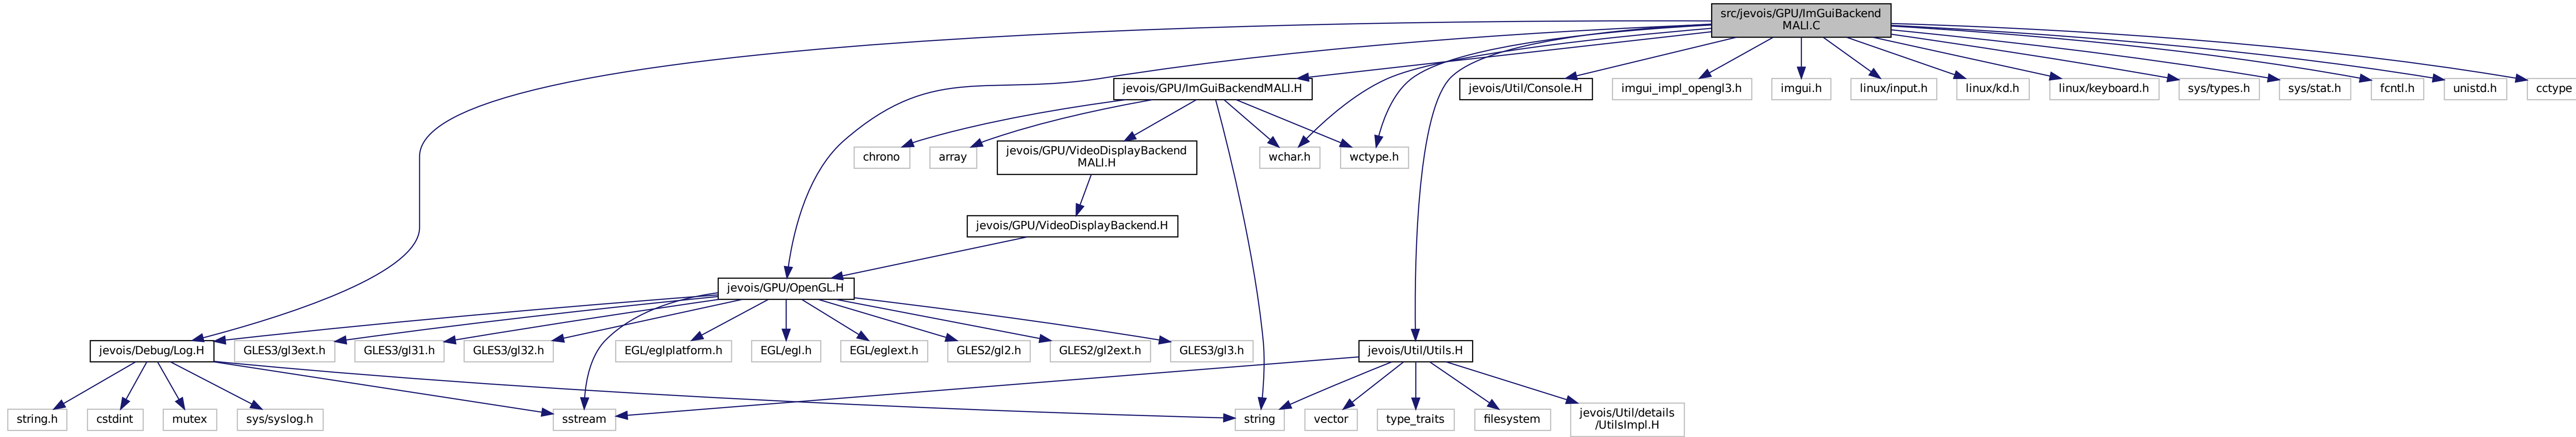 src/jevois/GPU/ImGuiBackend
MALI.C
jevois/GPU/ImGuiBackendMALI.H
jevois/Util/Console.H
imgui_impl_opengl3.h
imgui.h
linux/input.h
linux/kd.h
linux/keyboard.h
sys/types.h
sys/stat.h
fcntl.h
unistd.h
cctype
chrono
array
jevois/GPU/VideoDisplayBackend
MALI.H
wchar.h
wctype.h
jevois/GPU/VideoDisplayBackend.H
jevois/GPU/OpenGL.H
jevois/Debug/Log.H
GLES3/gl3ext.h
GLES3/gl31.h
GLES3/gl32.h
EGL/eglplatform.h
EGL/egl.h
EGL/eglext.h
GLES2/gl2.h
GLES2/gl2ext.h
GLES3/gl3.h
jevois/Util/Utils.H
string.h
cstdint
mutex
sys/syslog.h
sstream
string
vector
type_traits
filesystem
jevois/Util/details
/UtilsImpl.H